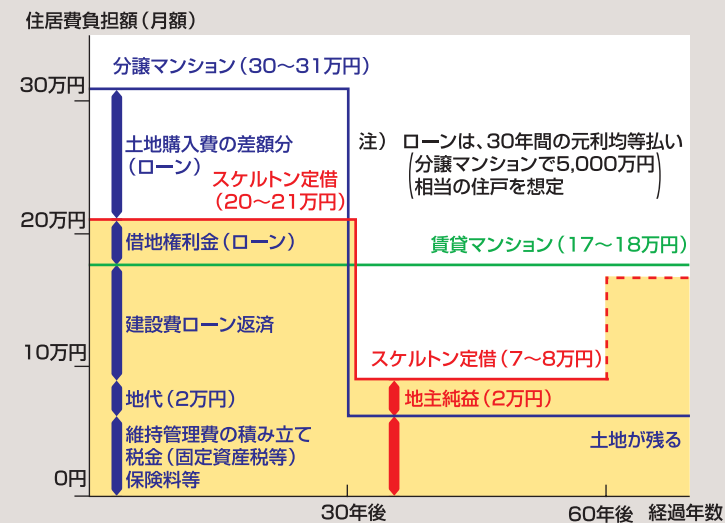 住居費負担額（月額）
分譲マンション（30～31万円）
30万円
土地購入費の差額分
（ローン）
注） ローンは、30年間の元利均等払い
（分譲マンションで5,000万円
相当の住戸を想定）
スケルトン定借
（20～21万円）
20万円
借地権利金（ローン）
賃貸マンション（17～18万円）
建設費ローン返済
10万円
スケルトン定借（7～8万円）
地代（2万円）
地主純益（2万円）
維持管理費の積み立て
税金（固定資産税等）
保険料等
土地が残る
0円
30年後
60年後
経過年数